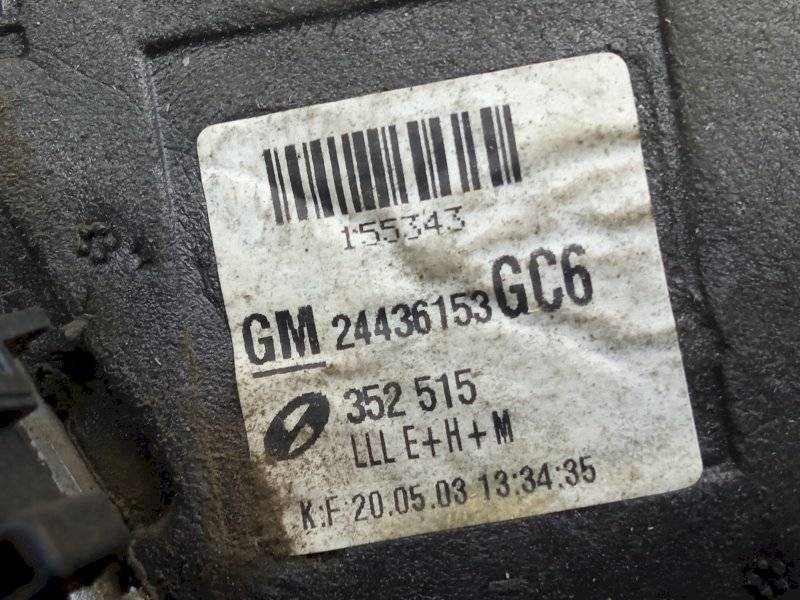 155343
GM 24436153 GC6
352 515
LLL E+H+M
K:F 20.05.03 13:34:35